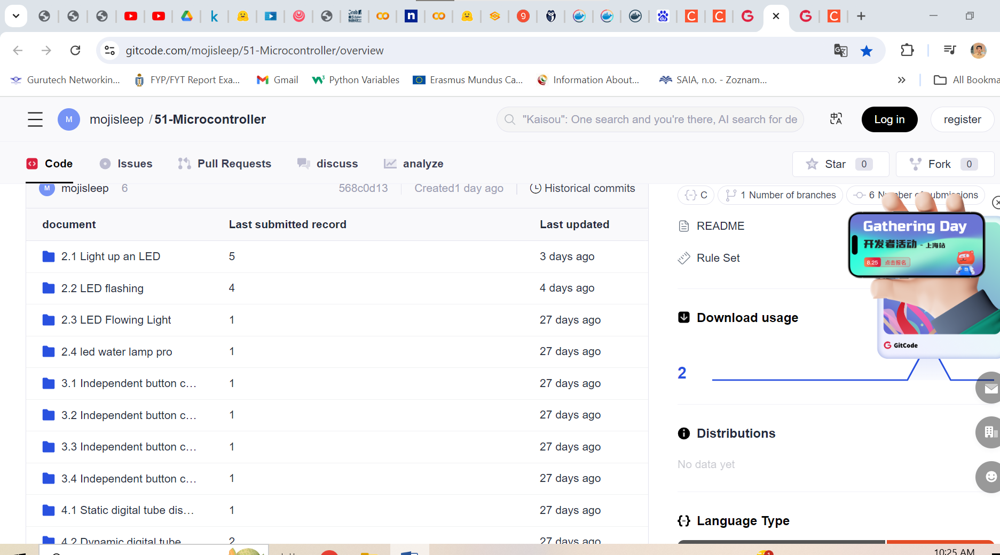 gitcode.com/mojisleep/51-Microcontroller/overview
Gurutech Networkin...
FYP/FYT Report Exa...
Gmail
Python Variables
Erasmus Mundus Ca...
Information About...
SAIA, n.o. - Zoznam...
»
All Bookma
M
mojisleep / 51-Microcontroller
"Kaisou": One search and you're there, AI search for de
Log in
register
Code
Issues
Pull Requests
discuss
analyze
Star 0
Fork 0
M
mojisleep 6
568c0d13
Created1 day ago
Historical commits
document
Last submitted record
Last updated
2.1 Light up an LED
5
3 days ago
2.2 LED flashing
4
4 days ago
2.3 LED Flowing Light
1
27 days ago
2.4 led water lamp pro
1
27 days ago
3.1 Independent button c...
1
27 days ago
3.2 Independent button c...
1
27 days ago
3.3 Independent button c...
1
27 days ago
3.4 Independent button c...
1
27 days ago
4.1 Static digital tube dis...
1
27 days ago
4.2 Dynamic digital tube
2
27 days ago
C
1 Number of branches
6 Number of submissions
README
Rule Set
Gathering Day
开发者活动 - 上海站
8.25 点击报名
GitCode
Download usage
2
Distributions
No data yet
Language Type
10:25 AM